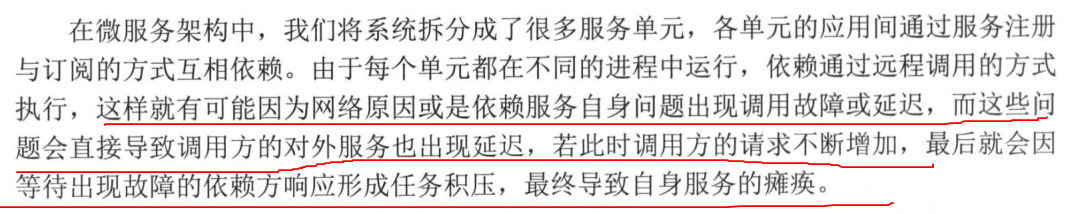 在微服务架构中，我们将系统拆分成了很多服务单元，各单元的应用间通过服务注册
与订阅的方式互相依赖。由于每个单元都在不同的进程中运行，依赖通过远程调用的方式
执行，这样就有可能因为网络原因或是依赖服务自身问题出现调用故障或延迟，而这些问
题会直接导致调用方的对外服务也出现延迟，若此时调用方的请求不断增加，最后就会因
等待出现故障的依赖方响应形成任务积压，最终导致自身服务的瘫痪。